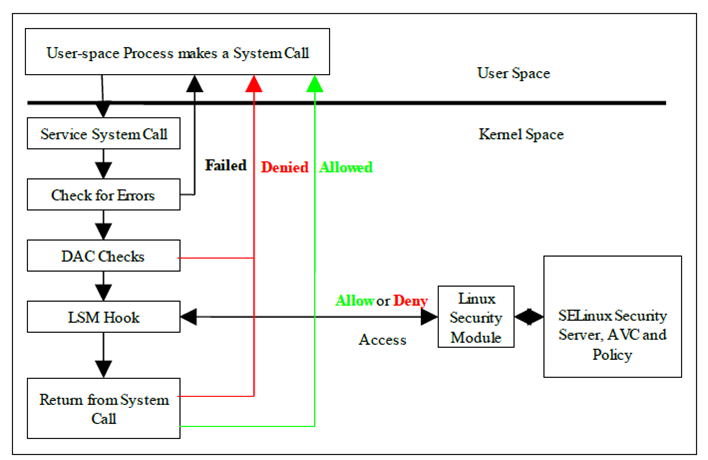 User-space Process makes a System Call
User Space
Service System Call
Kernel Space
Failed Denied Allowed
Check for Errors
DAC Checks
LSM Hook
Allow or Deny
Access
Linux
Security
Module
SELinux Security
Server, AVC and
Policy
Return from System
Call